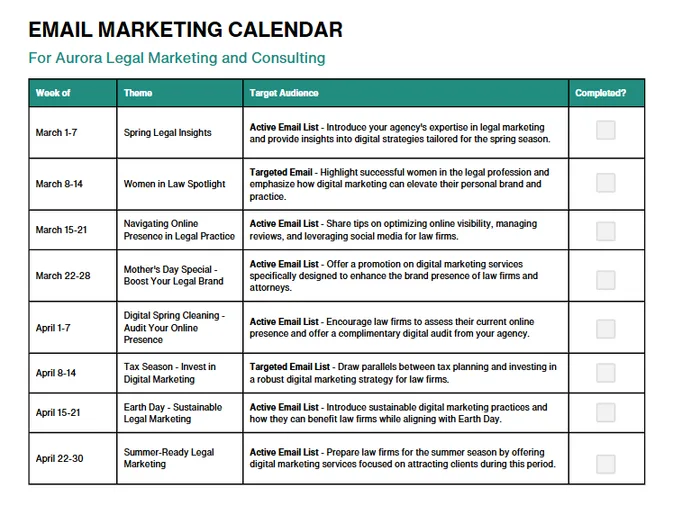 EMAIL MARKETING CALENDAR
For Aurora Legal Marketing and Consulting
Week of Theme Target Audience Completed?
March 1-7
Spring Legal Insights
Active Email List - Introduce your agency's expertise in legal marketing
and provide insights into digital strategies tailored for the spring season.
March 8-14
Women in Law Spotlight
Targeted Email - Highlight successful women in the legal profession and
emphasize how digital marketing can elevate their personal brand and
practice.
March 15-21
Navigating Online
Presence in Legal Practice
Active Email List - Share tips on optimizing online visibility, managing
reviews, and leveraging social media for law firms.
March 22-28
Mother's Day Special -
Boost Your Legal Brand
Active Email List - Offer a promotion on digital marketing services
specifically designed to enhance the brand presence of law firms and
attorneys.
April 1-7
Digital Spring Cleaning -
Audit Your Online
Presence
Active Email List - Encourage law firms to assess their current online
presence and offer a complimentary digital audit from your agency.
April 8-14
Tax Season - Invest in
Digital Marketing
Targeted Email List - Draw parallels between tax planning and investing in
a robust digital marketing strategy for law firms.
April 15-21
Earth Day - Sustainable
Legal Marketing
Active Email List - Introduce sustainable digital marketing practices and
how they can benefit law firms while aligning with Earth Day.
April 22-30
Summer-Ready Legal
Marketing
Active Email List - Prepare law firms for the summer season by offering
digital marketing services focused on attracting clients during this period.